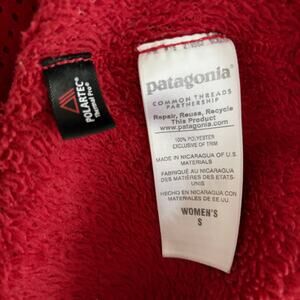 POLARTEC®
Thermal Pro®
patagonia®
COMMON THREADS
PARTNERSHIP
Repair, Reuse, Recycle
This Product
www.patagonia.com
100% POLYESTER
EXCLUSIVE OF TRIM
MADE IN NICARAGUA OF U.S.
MATERIALS
FABRIQUÉ AU NICARAGUA
DES MATIÈRES DES ETATS-
UNIS
HECHO EN NICARAGUA CON
MATERIALES DE EE.UU
WOMEN'S
S